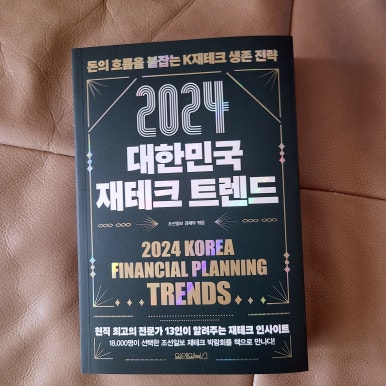 돈의 흐름을 붙잡는 K재테크 생존 전략
2024
대한민국
재테크 트렌드
조선일보 경제부 엮음
2024 KOREA
FINANCIAL PLANNING
TRENDS
현직 최고의 전문가 13인이 알려주는 재테크 인사이트
18,000명이 선택한 조선일보 재테크 박람회를 책으로 만나다!